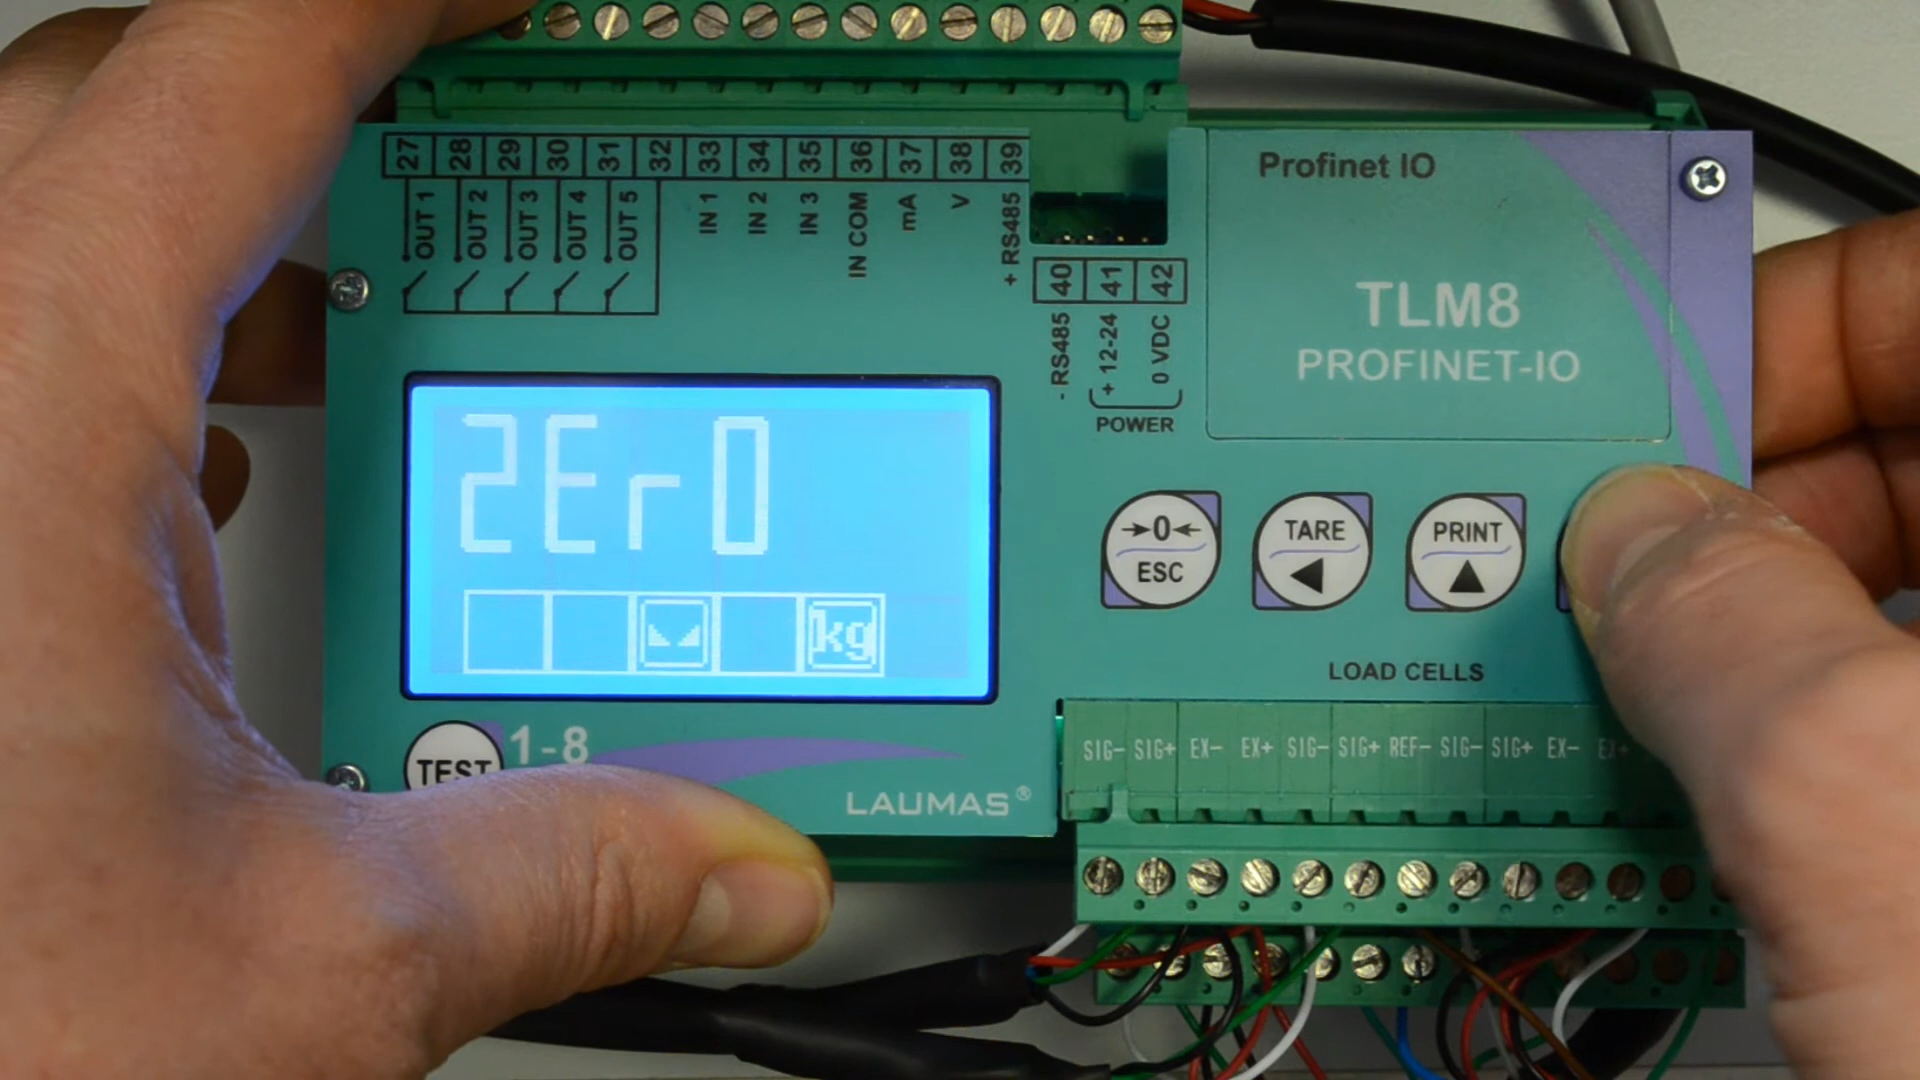 27 28 29 30 31 32 33 34 35 36 37 38 39
OUT 1 OUT 2 OUT 3 OUT 4 OUT 5 IN 1 IN 2 IN 3 IN COM mA V + RS485
40 41 42
- RS485 + 12-24 0 VDC
POWER
Profinet IO
TLM8
PROFINET-IO
2ErO
kg
→0← TARE PRINT
ESC
LOAD CELLS
TEST 1-8
SIG- SIG+ EX- EX+ SIG- SIG+ REF- SIG- SIG+ EX- EX+
LAUMAS®